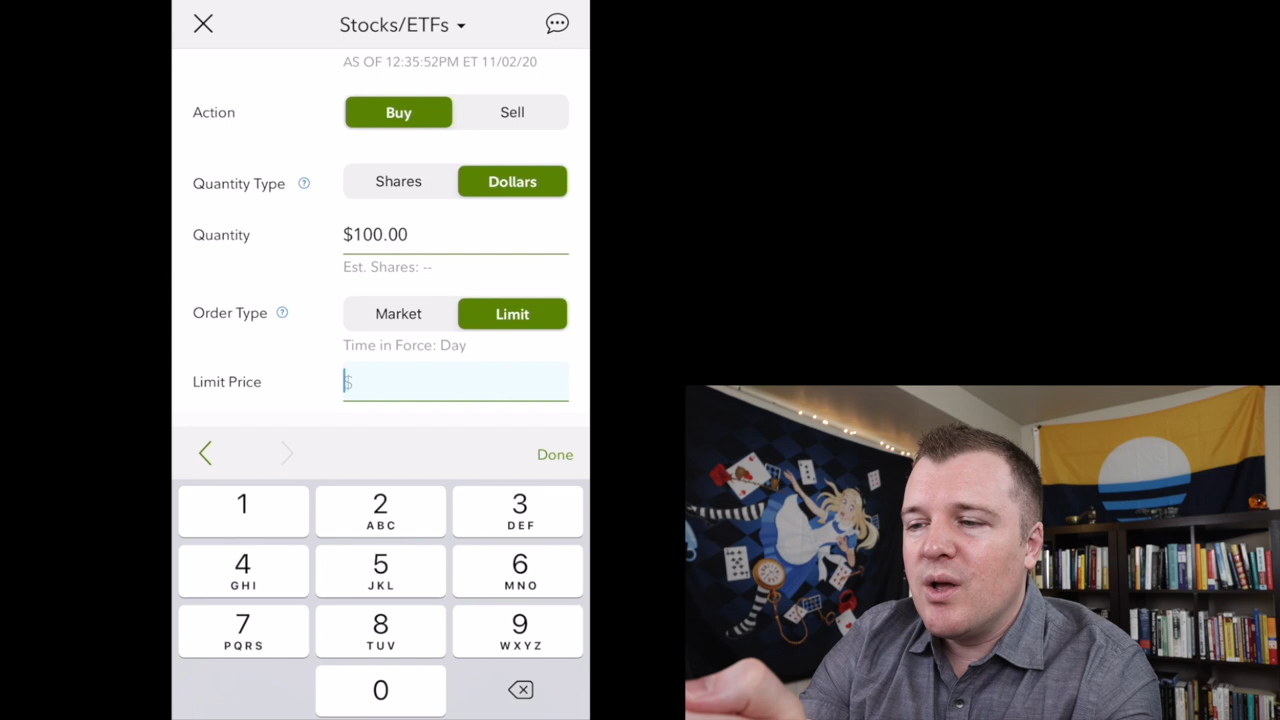 Stocks/ETFs
AS OF 12:35:52PM ET 11/02/20
Action
Buy
Sell
Quantity Type
?
Shares
Dollars
Quantity
$100.00
Est. Shares: --
Order Type
?
Market
Limit
Time in Force: Day
Limit Price
$
Done
1
2
ABC
3
DEF
4
GHI
5
JKL
6
MNO
7
PQRS
8
TUV
9
WXYZ
0